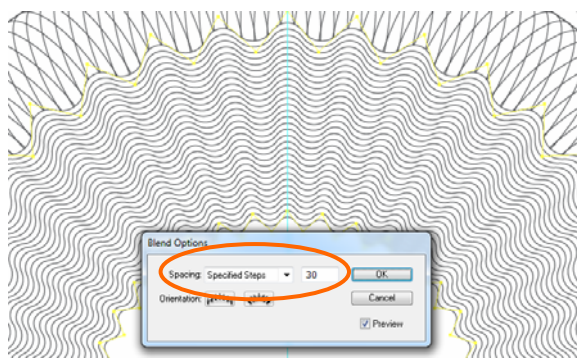 Blend Options
Spacing: Specified Steps 30 OK
Orientation: Cancel
Preview